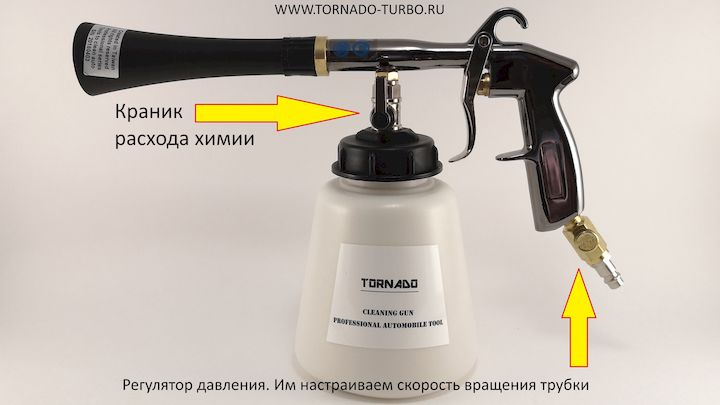 WWW.TORNADO-TURBO.RU
Краник
расхода химии
TORNADO
CLEANING GUN
PROFESSIONAL AUTOMOBILE TOOL
Регулятор давления. Им настраиваем скорость вращения трубки